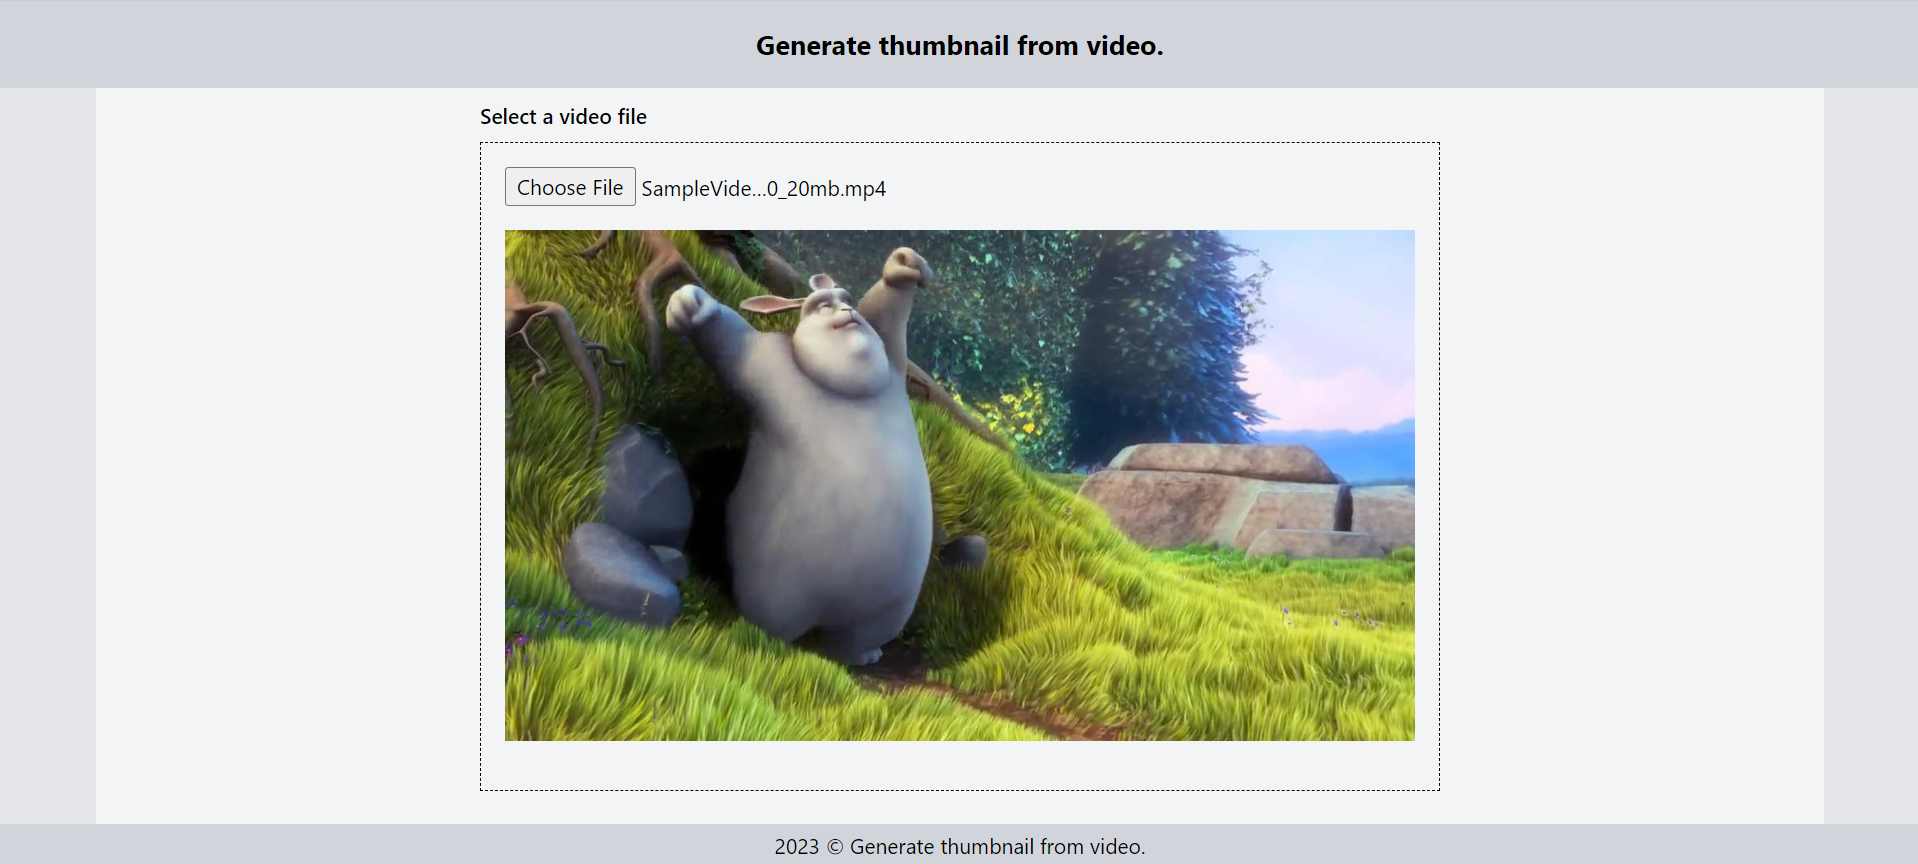 Generate thumbnail from video.
Select a video file
Choose File SampleVide...0_20mb.mp4
2023 © Generate thumbnail from video.